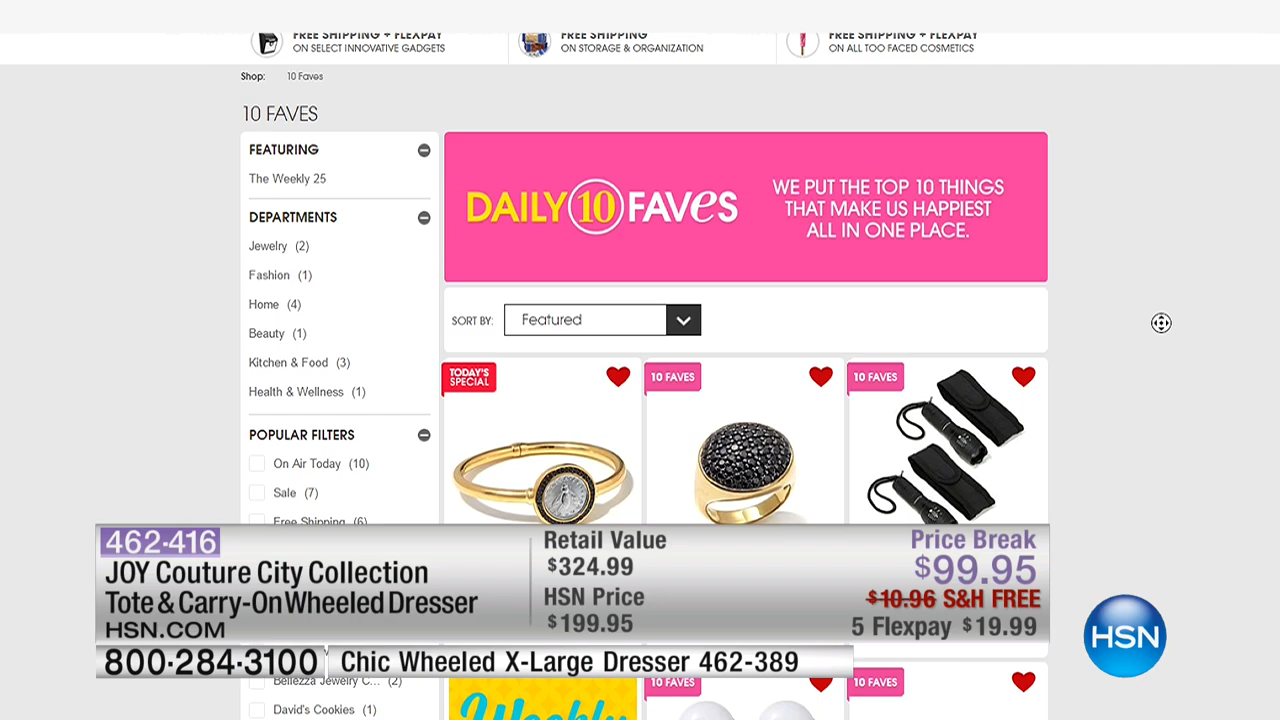 FREE SHIPPING + FLEXPAY
ON SELECT INNOVATIVE GADGETS
FREE SHIPPING
ON STORAGE & ORGANIZATION
FREE SHIPPING + FLEXPAY
ON ALL TOO FACED COSMETICS
Shop: 10 Faves
10 FAVES
FEATURING
The Weekly 25
DEPARTMENTS
Jewelry (2)
Fashion (1)
Home (4)
Beauty (1)
Kitchen & Food (3)
Health & Wellness (1)
POPULAR FILTERS
On Air Today (10)
Sale (7)
Free Shipping (6)
DAILY 10 FAVES
WE PUT THE TOP 10 THINGS
THAT MAKE US HAPPIEST
ALL IN ONE PLACE.
SORT BY: Featured
TODAY'S
SPECIAL
10 FAVES
10 FAVES
462-416
JOY Couture City Collection
Tote & Carry-On Wheeled Dresser
HSN.COM
Retail Value
$324.99
HSN Price
$199.95
Price Break
$99.95
$10.96 S&H FREE
5 Flexpay $19.99
HSN
800-284-3100
Chic Wheeled X-Large Dresser 462-389
Bellezza Jewelry C... (2)
David's Cookies (1)
Weekly
10 FAVES
10 FAVES